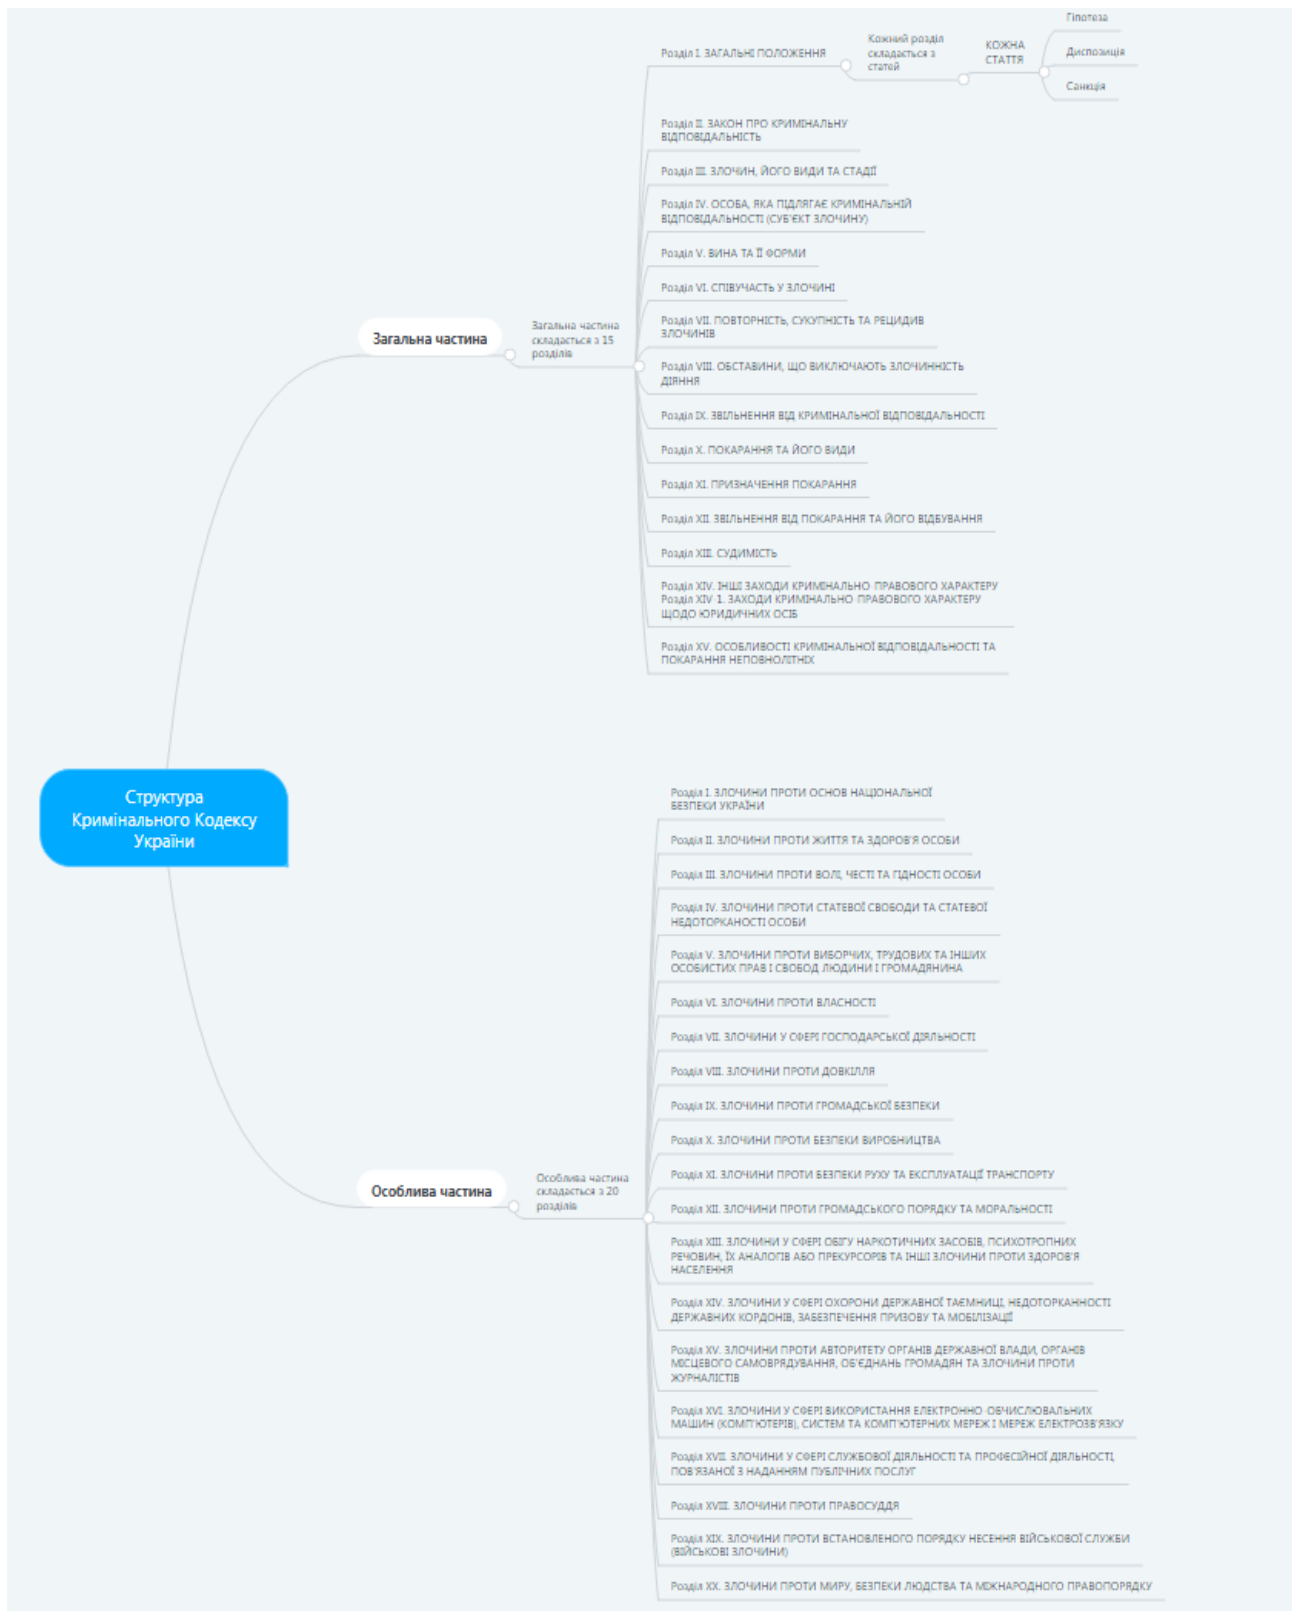 Гіпотеза
Розділ I. ЗАГАЛЬНІ ПОЛОЖЕННЯ
Кожний розділ
складається з
статей
КОЖНА
СТАТТЯ
Диспозиція
Санкція
Розділ II. ЗАКОН ПРО КРИМІНАЛЬНУ
ВІДПОВІДАЛЬНІСТЬ
Розділ III. ЗЛОЧИН, ЙОГО ВИДИ ТА СТАДІЇ
Розділ IV. ОСОБА, ЯКА ПІДЛЯГАЄ КРИМІНАЛЬНІЙ
ВІДПОВІДАЛЬНОСТІ (СУБ'ЄКТ ЗЛОЧИНУ)
Розділ V. ВИНА ТА ЇЇ ФОРМИ
Розділ VI. СПІВУЧАСТЬ У ЗЛОЧИНІ
Розділ VII. ПОВТОРНІСТЬ, СУКУПНІСТЬ ТА РЕЦИДИВ
ЗЛОЧИНІВ
Загальна частина
Загальна частина
складається з 15
розділів
Розділ VIII. ОБСТАВИНИ, ЩО ВИКЛЮЧАЮТЬ ЗЛОЧИННІСТЬ
ДІЯННЯ
Розділ IX. ЗВІЛЬНЕННЯ ВІД КРИМІНАЛЬНОЇ ВІДПОВІДАЛЬНОСТІ
Розділ X. ПОКАРАННЯ ТА ЙОГО ВИДИ
Розділ XI. ПРИЗНАЧЕННЯ ПОКАРАННЯ
Розділ XII. ЗВІЛЬНЕННЯ ВІД ПОКАРАННЯ ТА ЙОГО ВІДБУВАННЯ
Розділ XIII. СУДИМІСТЬ
Розділ XIV. ІНШІ ЗАХОДИ КРИМІНАЛЬНО-ПРАВОВОГО ХАРАКТЕРУ
Розділ XIV-1. ЗАХОДИ КРИМІНАЛЬНО-ПРАВОВОГО ХАРАКТЕРУ
ЩОДО ЮРИДИЧНИХ ОСІБ
Розділ XV. ОСОБЛИВОСТІ КРИМІНАЛЬНОЇ ВІДПОВІДАЛЬНОСТІ ТА
ПОКАРАННЯ НЕПОВНОЛІТНІХ
Структура
Кримінального Кодексу
України
Розділ I. ЗЛОЧИНИ ПРОТИ ОСНОВ НАЦІОНАЛЬНОЇ
БЕЗПЕКИ УКРАЇНИ
Розділ II. ЗЛОЧИНИ ПРОТИ ЖИТТЯ ТА ЗДОРОВ'Я ОСОБИ
Розділ III. ЗЛОЧИНИ ПРОТИ ВОЛІ, ЧЕСТІ ТА ГІДНОСТІ ОСОБИ
Розділ IV. ЗЛОЧИНИ ПРОТИ СТАТЕВОЇ СВОБОДИ ТА СТАТЕВОЇ
НЕДОТОРКАНОСТІ ОСОБИ
Розділ V. ЗЛОЧИНИ ПРОТИ ВИБОРЧИХ, ТРУДОВИХ ТА ІНШИХ
ОСОБИСТИХ ПРАВ І СВОБОД ЛЮДИНИ І ГРОМАДЯНИНА
Розділ VI. ЗЛОЧИНИ ПРОТИ ВЛАСНОСТІ
Розділ VII. ЗЛОЧИНИ У СФЕРІ ГОСПОДАРСЬКОЇ ДІЯЛЬНОСТІ
Розділ VIII. ЗЛОЧИНИ ПРОТИ ДОВКІЛЛЯ
Розділ IX. ЗЛОЧИНИ ПРОТИ ГРОМАДСЬКОЇ БЕЗПЕКИ
Розділ X. ЗЛОЧИНИ ПРОТИ БЕЗПЕКИ ВИРОБНИЦТВА
Розділ XI. ЗЛОЧИНИ ПРОТИ БЕЗПЕКИ РУХУ ТА ЕКСПЛУАТАЦІЇ ТРАНСПОРТУ
Особлива частина
Особлива частина
складається з 20
розділів
Розділ XII. ЗЛОЧИНИ ПРОТИ ГРОМАДСЬКОГО ПОРЯДКУ ТА МОРАЛЬНОСТІ
Розділ XIII. ЗЛОЧИНИ У СФЕРІ ОБІГУ НАРКОТИЧНИХ ЗАСОБІВ, ПСИХОТРОПНИХ
РЕЧОВИН, ЇХ АНАЛОГІВ АБО ПРЕКУРСОРІВ ТА ІНШІ ЗЛОЧИНИ ПРОТИ ЗДОРОВ'Я
НАСЕЛЕННЯ
Розділ XIV. ЗЛОЧИНИ У СФЕРІ ОХОРОНИ ДЕРЖАВНОЇ ТАЄМНИЦІ, НЕДОТОРКАННОСТІ
ДЕРЖАВНИХ КОРДОНІВ, ЗАБЕЗПЕЧЕННЯ ПРИЗОВУ ТА МОБІЛІЗАЦІЇ
Розділ XV. ЗЛОЧИНИ ПРОТИ АВТОРИТЕТУ ОРГАНІВ ДЕРЖАВНОЇ ВЛАДИ, ОРГАНІВ
МІСЦЕВОГО САМОВРЯДУВАННЯ, ОБ'ЄДНАНЬ ГРОМАДЯН ТА ЗЛОЧИНИ ПРОТИ
ЖУРНАЛІСТІВ
Розділ XVI. ЗЛОЧИНИ У СФЕРІ ВИКОРИСТАННЯ ЕЛЕКТРОННО-ОБЧИСЛЮВАЛЬНИХ
МАШИН (КОМП'ЮТЕРІВ), СИСТЕМ ТА КОМП'ЮТЕРНИХ МЕРЕЖ І МЕРЕЖ ЕЛЕКТРОЗВ'ЯЗКУ
Розділ XVII. ЗЛОЧИНИ У СФЕРІ СЛУЖБОВОЇ ДІЯЛЬНОСТІ ТА ПРОФЕСІЙНОЇ ДІЯЛЬНОСТІ,
ПОВ'ЯЗАНОЇ З НАДАННЯМ ПУБЛІЧНИХ ПОСЛУГ
Розділ XVIII. ЗЛОЧИНИ ПРОТИ ПРАВОСУДДЯ
Розділ XIX. ЗЛОЧИНИ ПРОТИ ВСТАНОВЛЕНОГО ПОРЯДКУ НЕСЕННЯ ВІЙСЬКОВОЇ СЛУЖБИ
(ВІЙСЬКОВІ ЗЛОЧИНИ)
Розділ XX. ЗЛОЧИНИ ПРОТИ МИРУ, БЕЗПЕКИ ЛЮДСТВА ТА МІЖНАРОДНОГО ПРАВОПОРЯДКУ